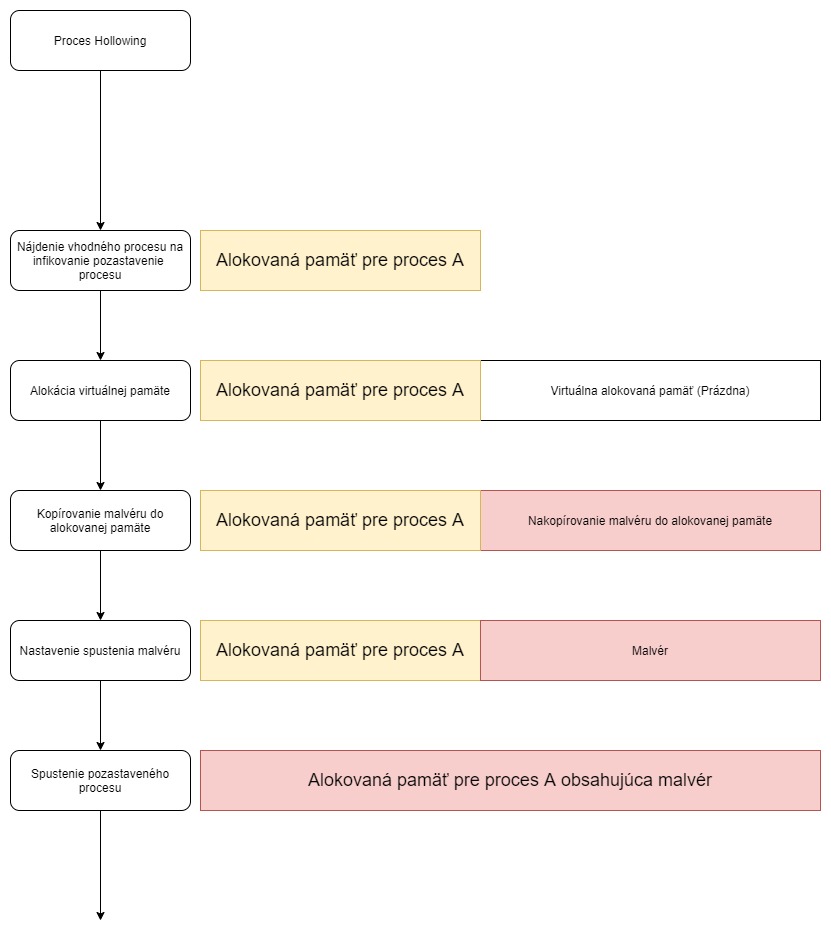 Proces Hollowing
Nájdenie vhodného procesu na
infikovanie pozastavenie
procesu
Alokovaná pamäť pre proces A
Alokácia virtuálnej pamäte
Alokovaná pamäť pre proces A
Virtuálna alokovaná pamäť (Prázdna)
Kopírovanie malvéru do
alokovanej pamäte
Alokovaná pamäť pre proces A
Nakopírovanie malvéru do alokovanej pamäte
Nastavenie spustenia malvéru
Alokovaná pamäť pre proces A
Malvér
Spustenie pozastaveného
procesu
Alokovaná pamäť pre proces A obsahujúca malvér